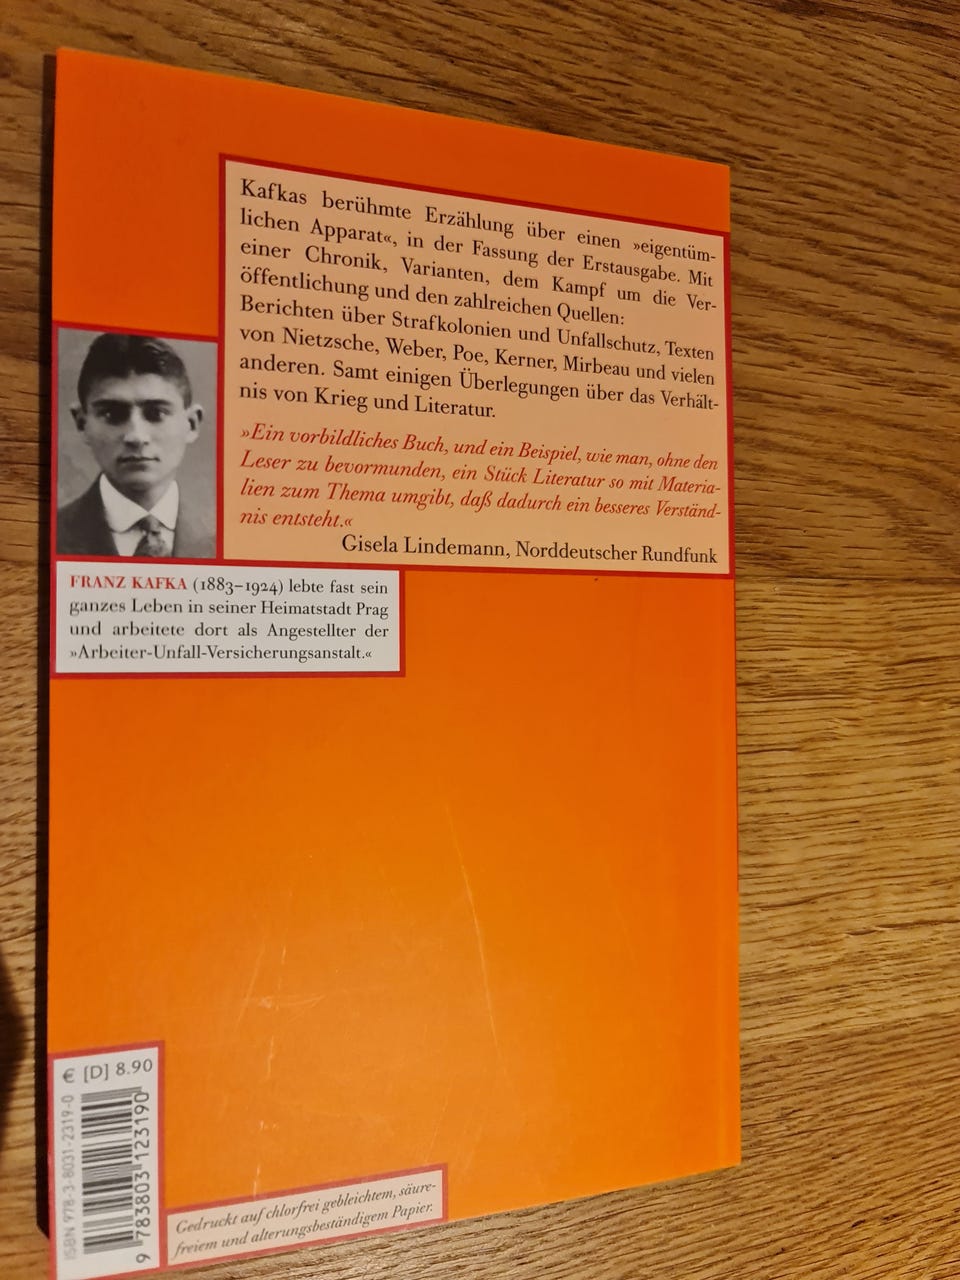 Kafkas berühmte Erzählung über einen »eigentüm-
lichen Apparat«, in der Fassung der Erstausgabe. Mit
einer Chronik, Varianten, dem Kampf um die Ver-
öffentlichung und den zahlreichen Quellen:
Berichten über Strafkolonien und Unfallschutz, Texten
von Nietzsche, Weber, Poe, Kerner, Mirbeau und vielen
anderen. Samt einigen Überlegungen über das Verhält-
nis von Krieg und Literatur.
»Ein vorbildliches Buch, und ein Beispiel, wie man, ohne den
Leser zu bevormunden, ein Stück Literatur so mit Materia-
lien zum Thema umgibt, daß dadurch ein besseres Verständ-
nis entsteht.«
Gisela Lindemann, Norddeutscher Rundfunk
FRANZ KAFKA (1883–1924) lebte fast sein
ganzes Leben in seiner Heimatstadt Prag
und arbeitete dort als Angestellter der
»Arbeiter-Unfall-Versicherungsanstalt.«
€ [D] 8.90
ISBN 978-3-8031-2319-0
9 783803 123190
Gedruckt auf chlorfrei gebleichtem, säure-
freiem und alterungsbeständigem Papier.